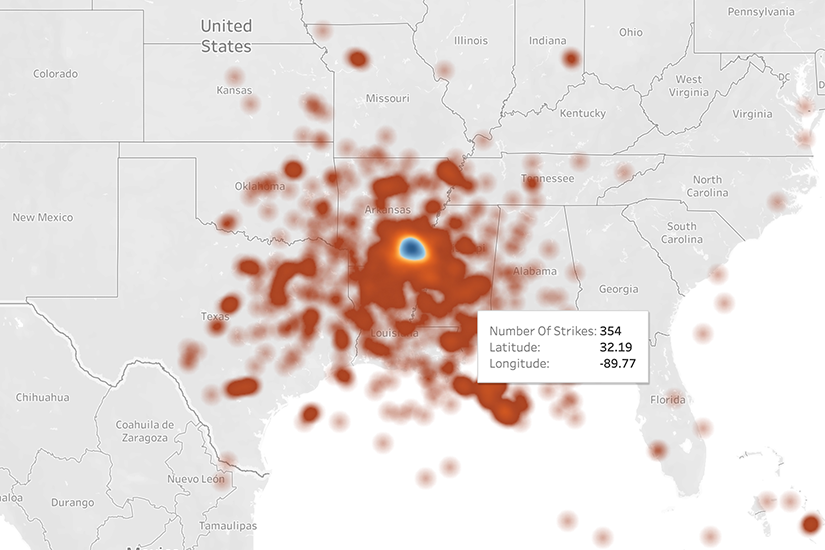 Pennsylvania
United
States
Illinois
Indiana
Ohio
Colorado
Kansas
Missouri
West
Virginia
DC
D
Virginia
Kentucky
Oklahoma
Tennessee
North
Carolina
New Mexico
Arkansas
South
Carolina
Alabama
Georgia
Texas
Louisiana
Number Of Strikes: 354
Latitude: 32.19
Longitude: -89.77
Chihuahua
Florida
Coahuila de
Zaragoza
Nuevo León
naloa
Durango
Tamaulipas